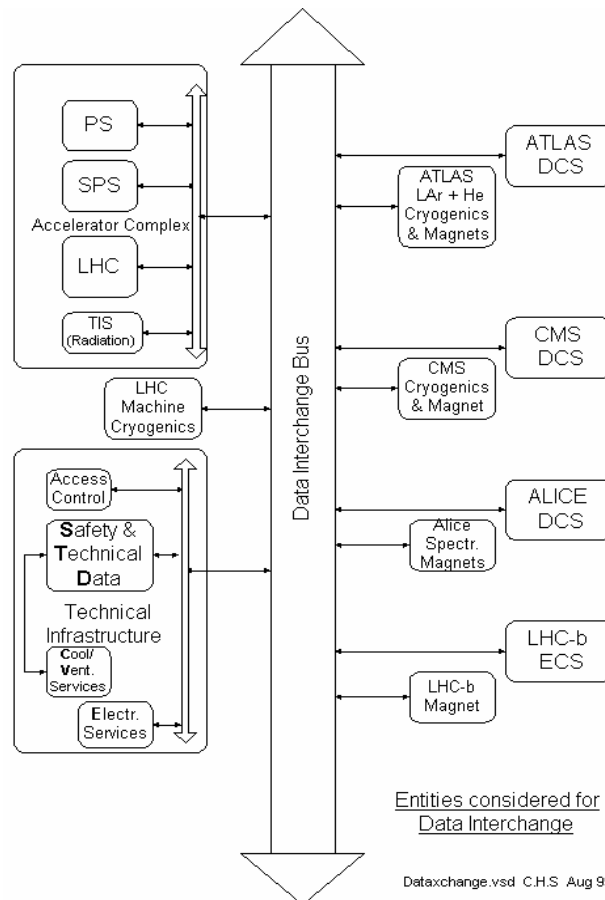 PS
SPS
Accelerator Complex
LHC
TIS
(Radiation)
LHC
Machine
Cryogenics
Access
Control
Safety &
Technical
Data
Technical
Infrastructure
Cool/
Vent.
Services
Electr.
Services
Data Interchange Bus
ATLAS
DCS
ATLAS
LAr + He
Cryogenics
& Magnets
CMS
DCS
CMS
Cryogenics
& Magnet
ALICE
DCS
Alice
Spectr.
Magnets
LHC-b
ECS
LHC-b
Magnet
Entities considered for
Data Interchange
Dataxchange.vsd C.H.S Aug